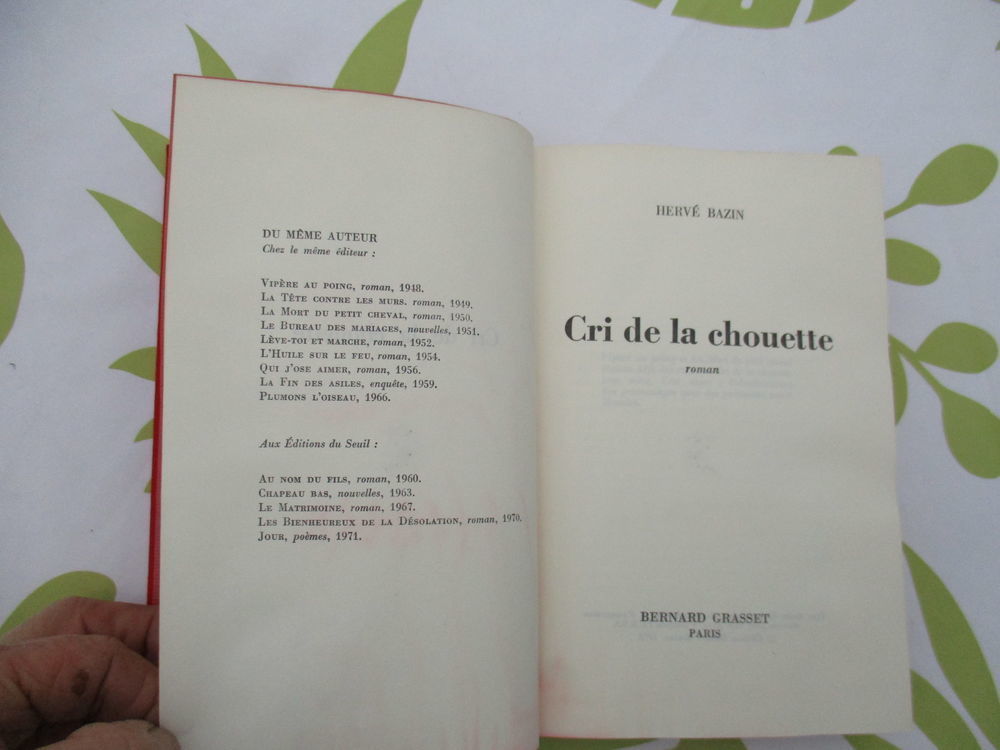 DU MÊME AUTEUR
Chez le même éditeur :
VIPÈRE AU POING, roman, 1948.
LA TÊTE CONTRE LES MURS. roman, 1949.
LA MORT DU PETIT CHEVAL, roman, 1950.
LE BUREAU DES MARIAGES, nouvelles, 1951.
LÈVE-TOI ET MARCHE, roman, 1952.
L'HUILE SUR LE FEU, roman, 1954.
QUI J'OSE AIMER, roman, 1956.
LA FIN DES ASILES, enquête, 1959.
PLUMONS L'OISEAU, 1966.
Aux Éditions du Seuil :
AU NOM DU FILS, roman, 1960.
CHAPEAU BAS, nouvelles, 1963.
LE MATRIMOINE, roman, 1967.
LES BIENHEUREUX DE LA DÉSOLATION, roman, 1970.
JOUR, poèmes, 1971.
HERVÉ BAZIN
Cri de la chouette
roman
BERNARD GRASSET
PARIS